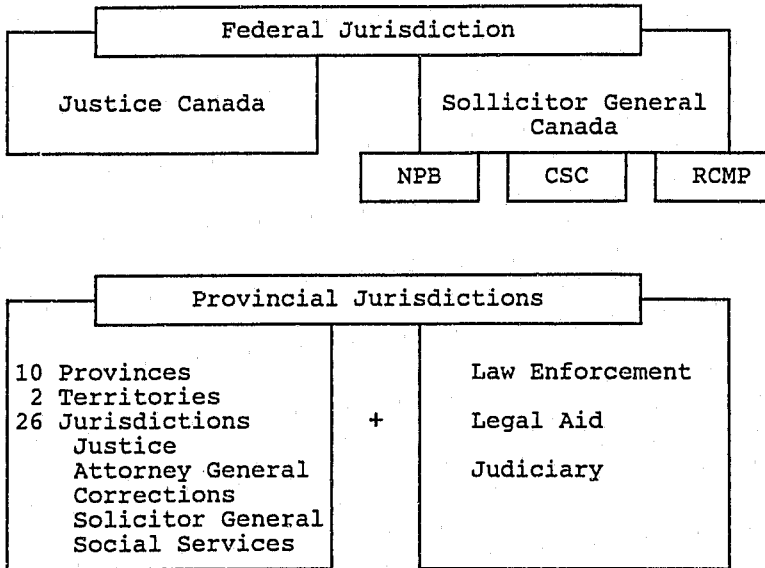 Federal Jurisdiction
Justice Canada
Sollicitor General
Canada
NPB
CSC
RCMP
Provincial Jurisdictions
10 Provinces
2 Territories
26 Jurisdictions
Justice
Attorney General
Corrections
Solicitor General
Social Services
+
Law Enforcement
Legal Aid
Judiciary